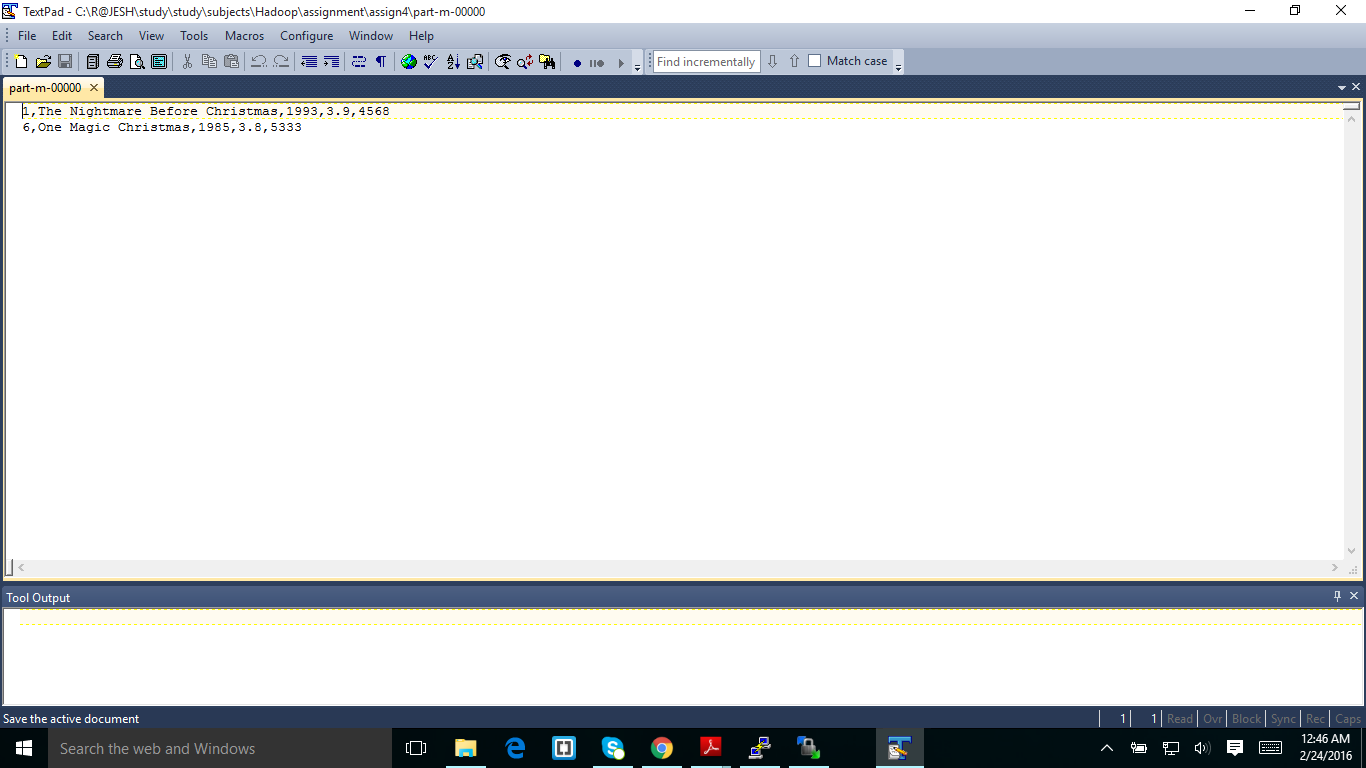 TextPad - C:\R@JESH\study\study\subjects\Hadoop\assignment\assign4\part-m-00000
File Edit Search View Tools Macros Configure Window Help
Find incrementally Match case
part-m-00000
1,The Nightmare Before Christmas,1993,3.9,4568
6,One Magic Christmas,1985,3.8,5333
Tool Output
Save the active document 1 1 Read Ovr Block Sync Rec Caps
Search the web and Windows
12:46 AM
2/24/2016